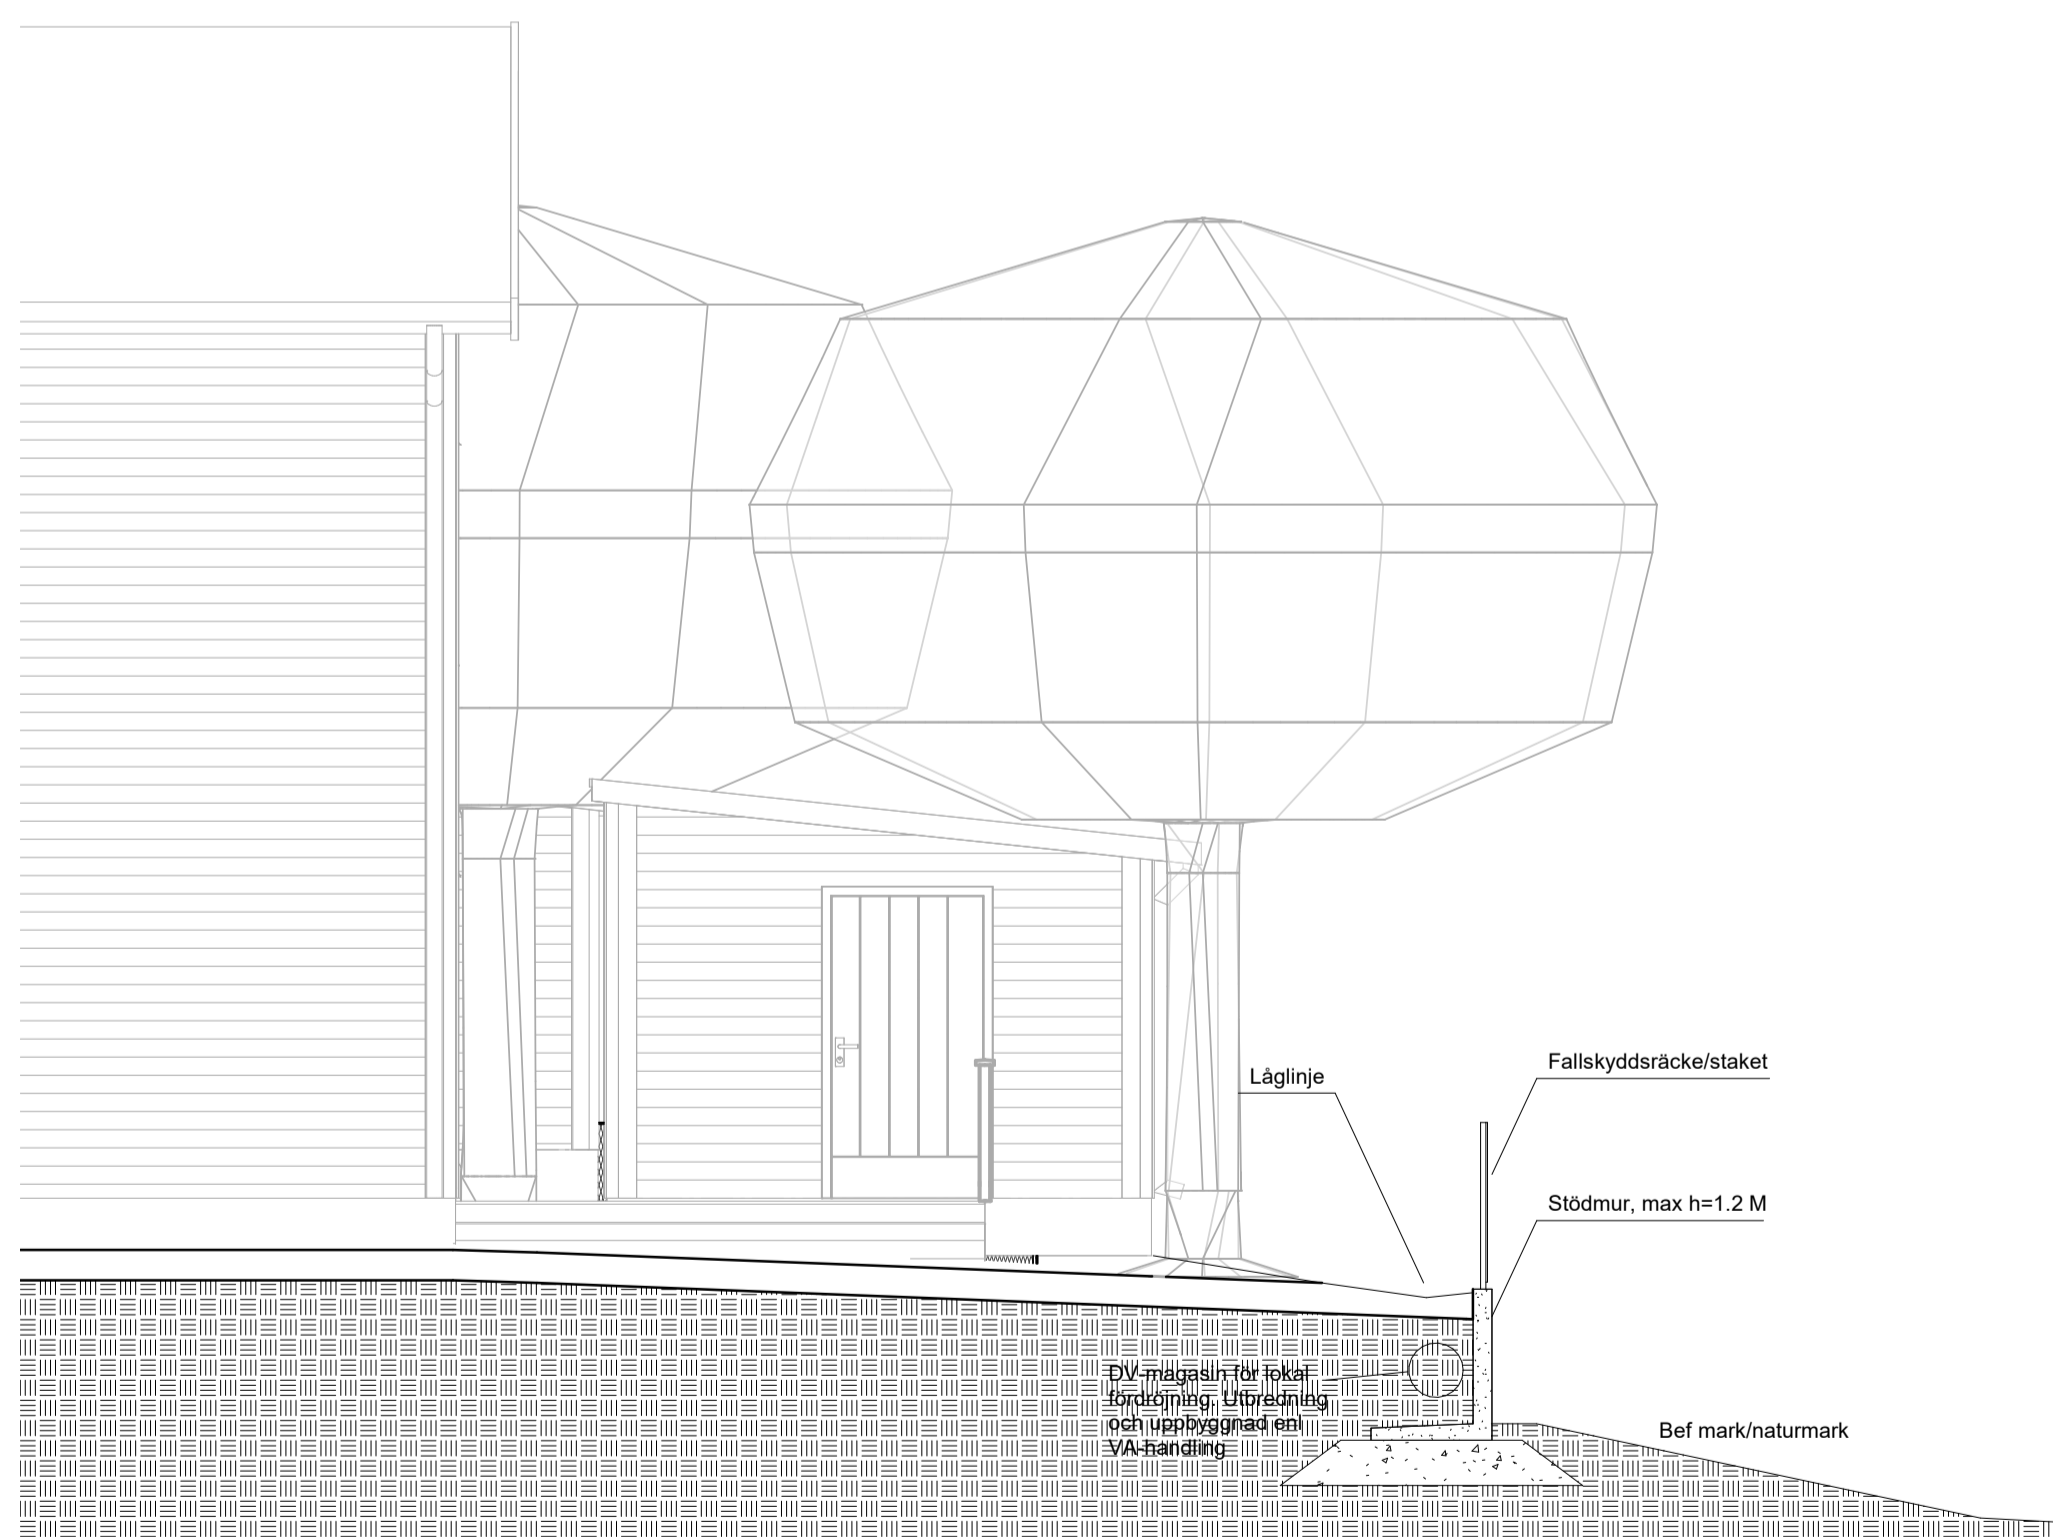 Fallskyddsräcke/staket
Låglinje
Stödmur, max h=1.2 M
DV-magasin för lokal
fördröjning. Utbredning
och uppbyggnad enl
VA-handling
Bef mark/naturmark